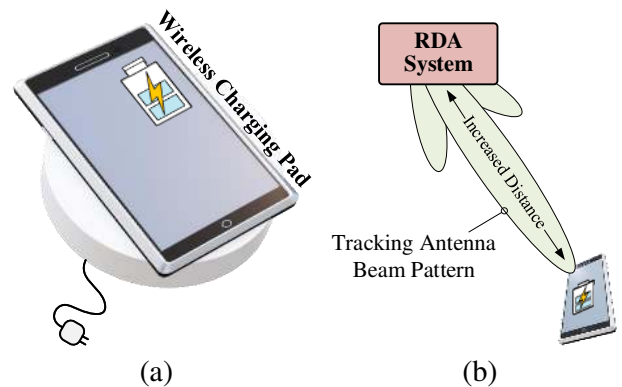 Wireless Charging Pad
(a)
RDA
System
Increased Distance
Tracking Antenna
Beam Pattern
(b)